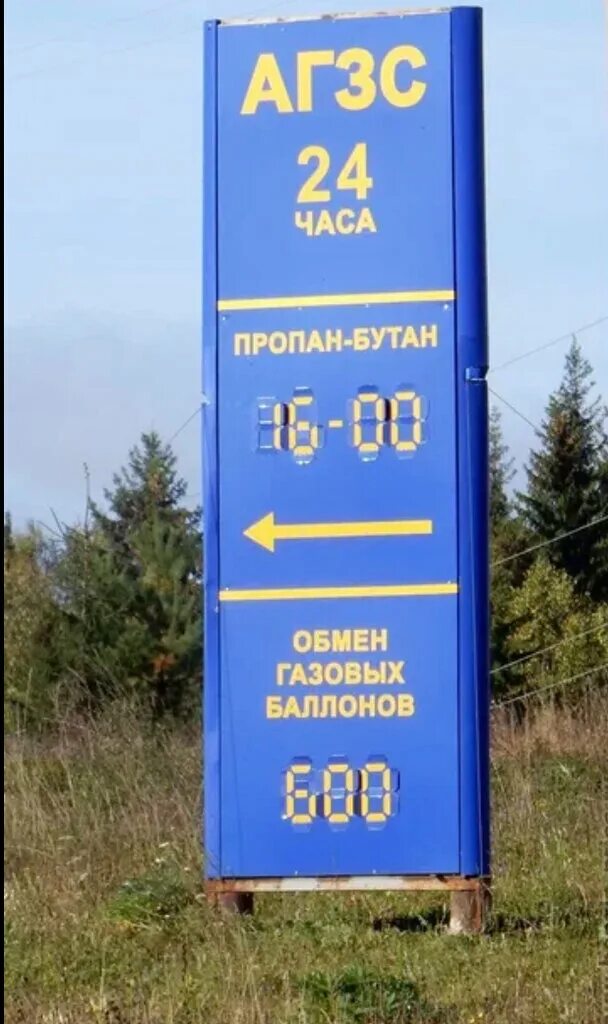 АГЗС
24
ЧАСА
ПРОПАН-БУТАН
16-00
ОБМЕН
ГАЗОВЫХ
БАЛЛОНОВ
600